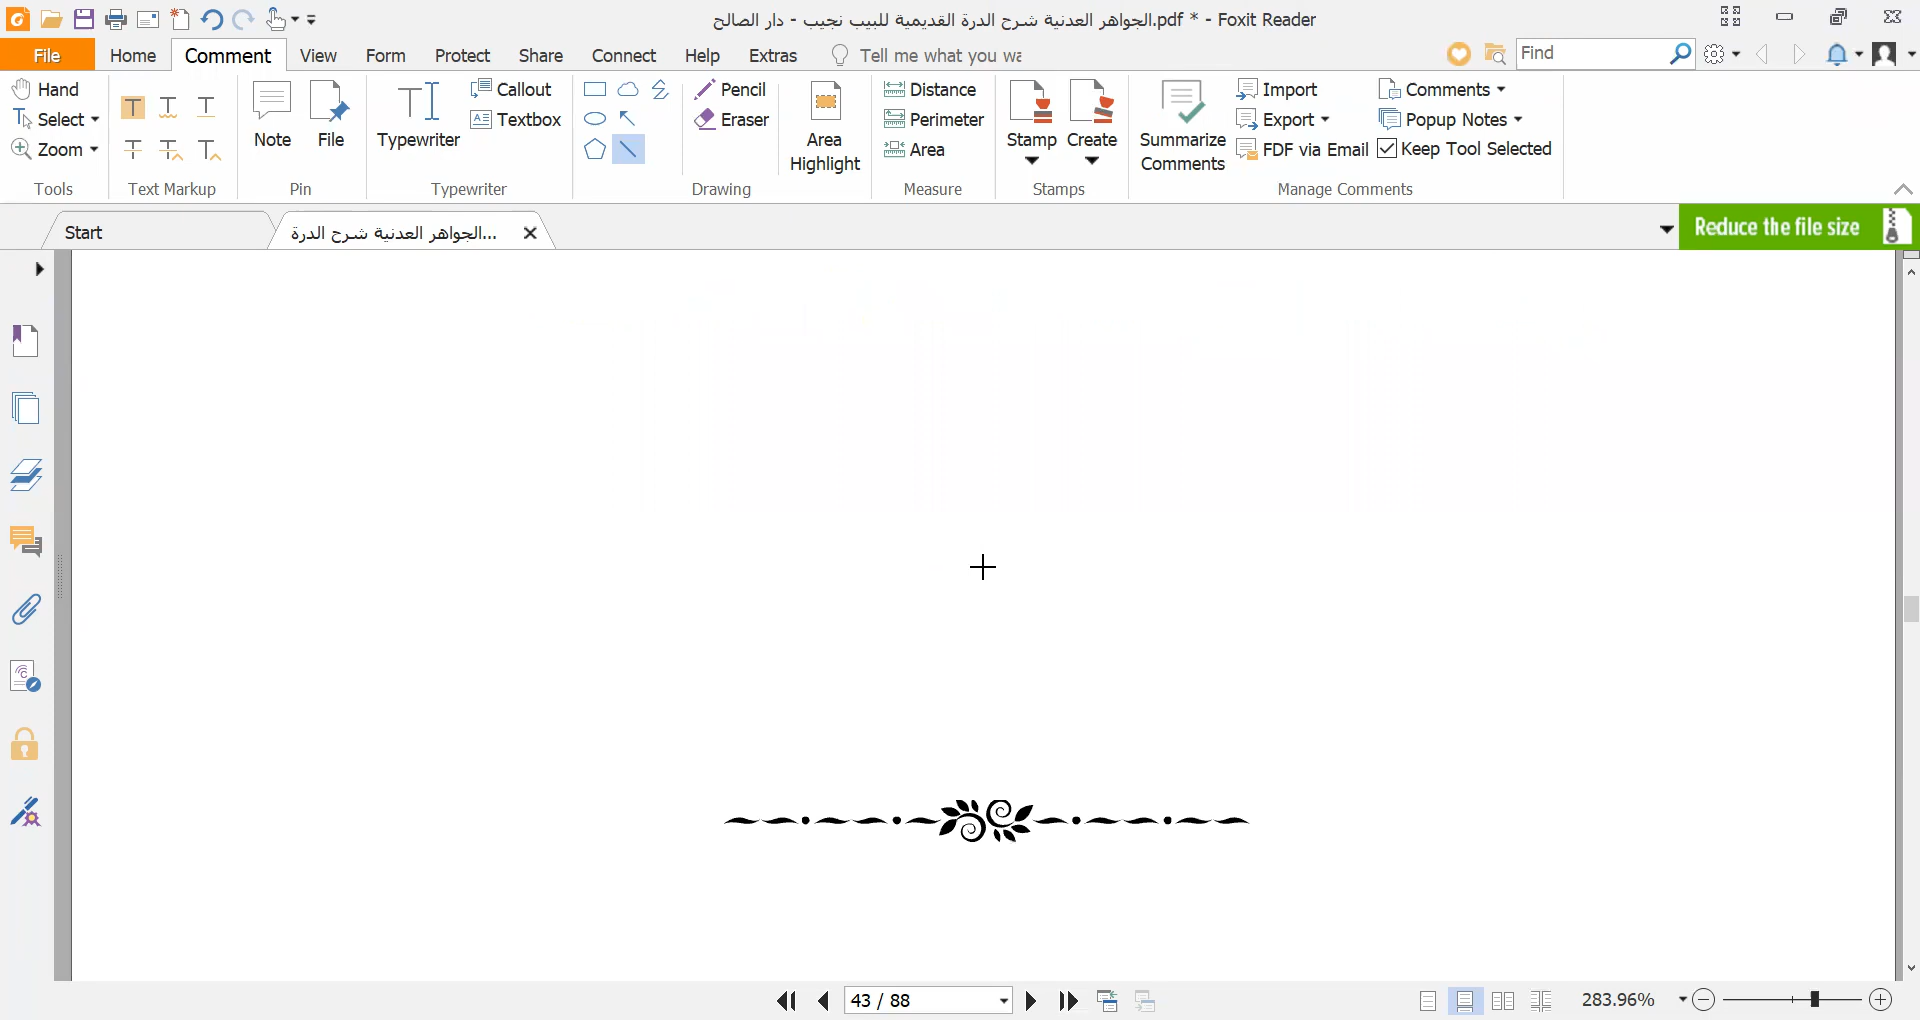 الجواهر العدنية شرح الدرة القديمية للبيب نجيب - دار الصالح.pdf * - Foxit Reader
File Home Comment View Form Protect Share Connect Help Extras Tell me what you wa Find
Hand Select Zoom
Tools
Text Markup
Note File
Pin
Typewriter Callout Textbox
Typewriter
Pencil Eraser Area Highlight
Drawing
Distance Perimeter Area
Measure
Stamp Create
Stamps
Summarize Comments Import Export FDF via Email Comments Popup Notes Keep Tool Selected
Manage Comments
Start
الجواهر العدنية شرح الدرة...
Reduce the file size
43 / 88
283.96%